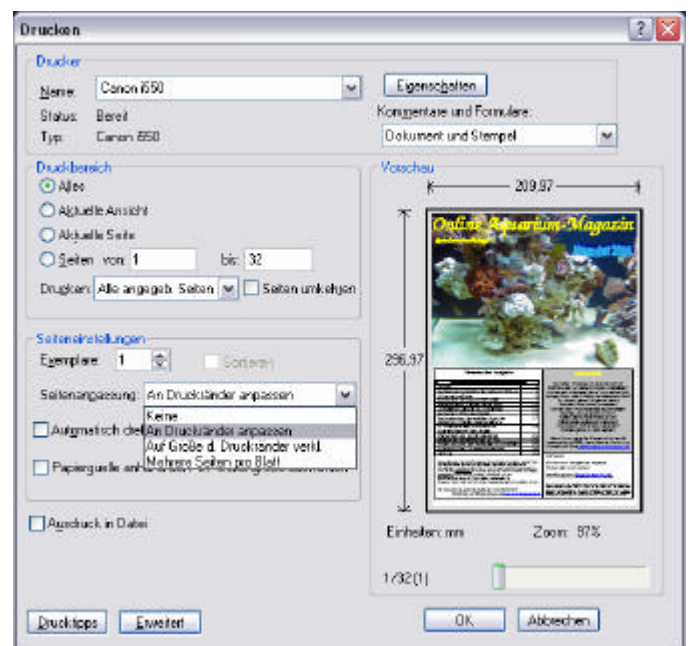 Drucken
Drucker
Name: Canon i550
Eigenschaften
Status: Bereit
Kommentare und Formulare:
Typ: Canon i550
Dokument und Stempel
Druckbereich
Alles
Aktuelle Ansicht
Aktuelle Seite
Seiten von: 1 bis: 32
Drucken: Alle angegeb. Seiten Seiten umkehren
Seiteneinstellungen
Exemplare: 1 Sortieren
Seitenanpassung: An Druckränder anpassen
Keine
An Druckränder anpassen
Auf Größe d. Druckränder verkl.
Mehrere Seiten pro Blatt
Automatisch
Papierquelle
Ausdruck in Datei
Drucktipps Erweitert
Vorschau
209,97
Online Aquarium-Magazin
296,97
Einheiten: mm Zoom: 97%
1/32(1)
OK Abbrechen